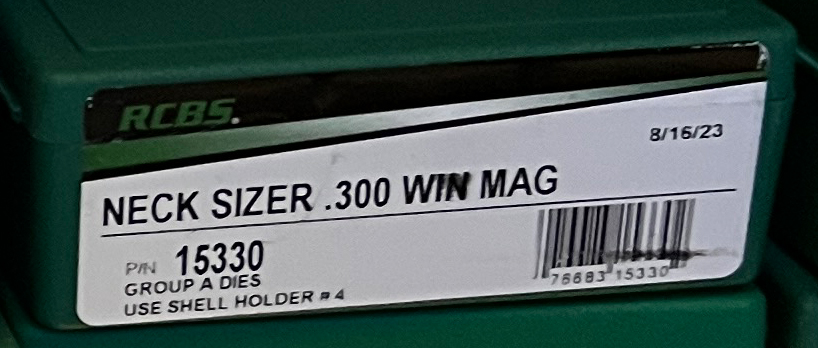 RCBS.
8/16/23
NECK SIZER .300 WIN MAG
P/N 15330
GROUP A DIES
USE SHELL HOLDER #4
76683 15330